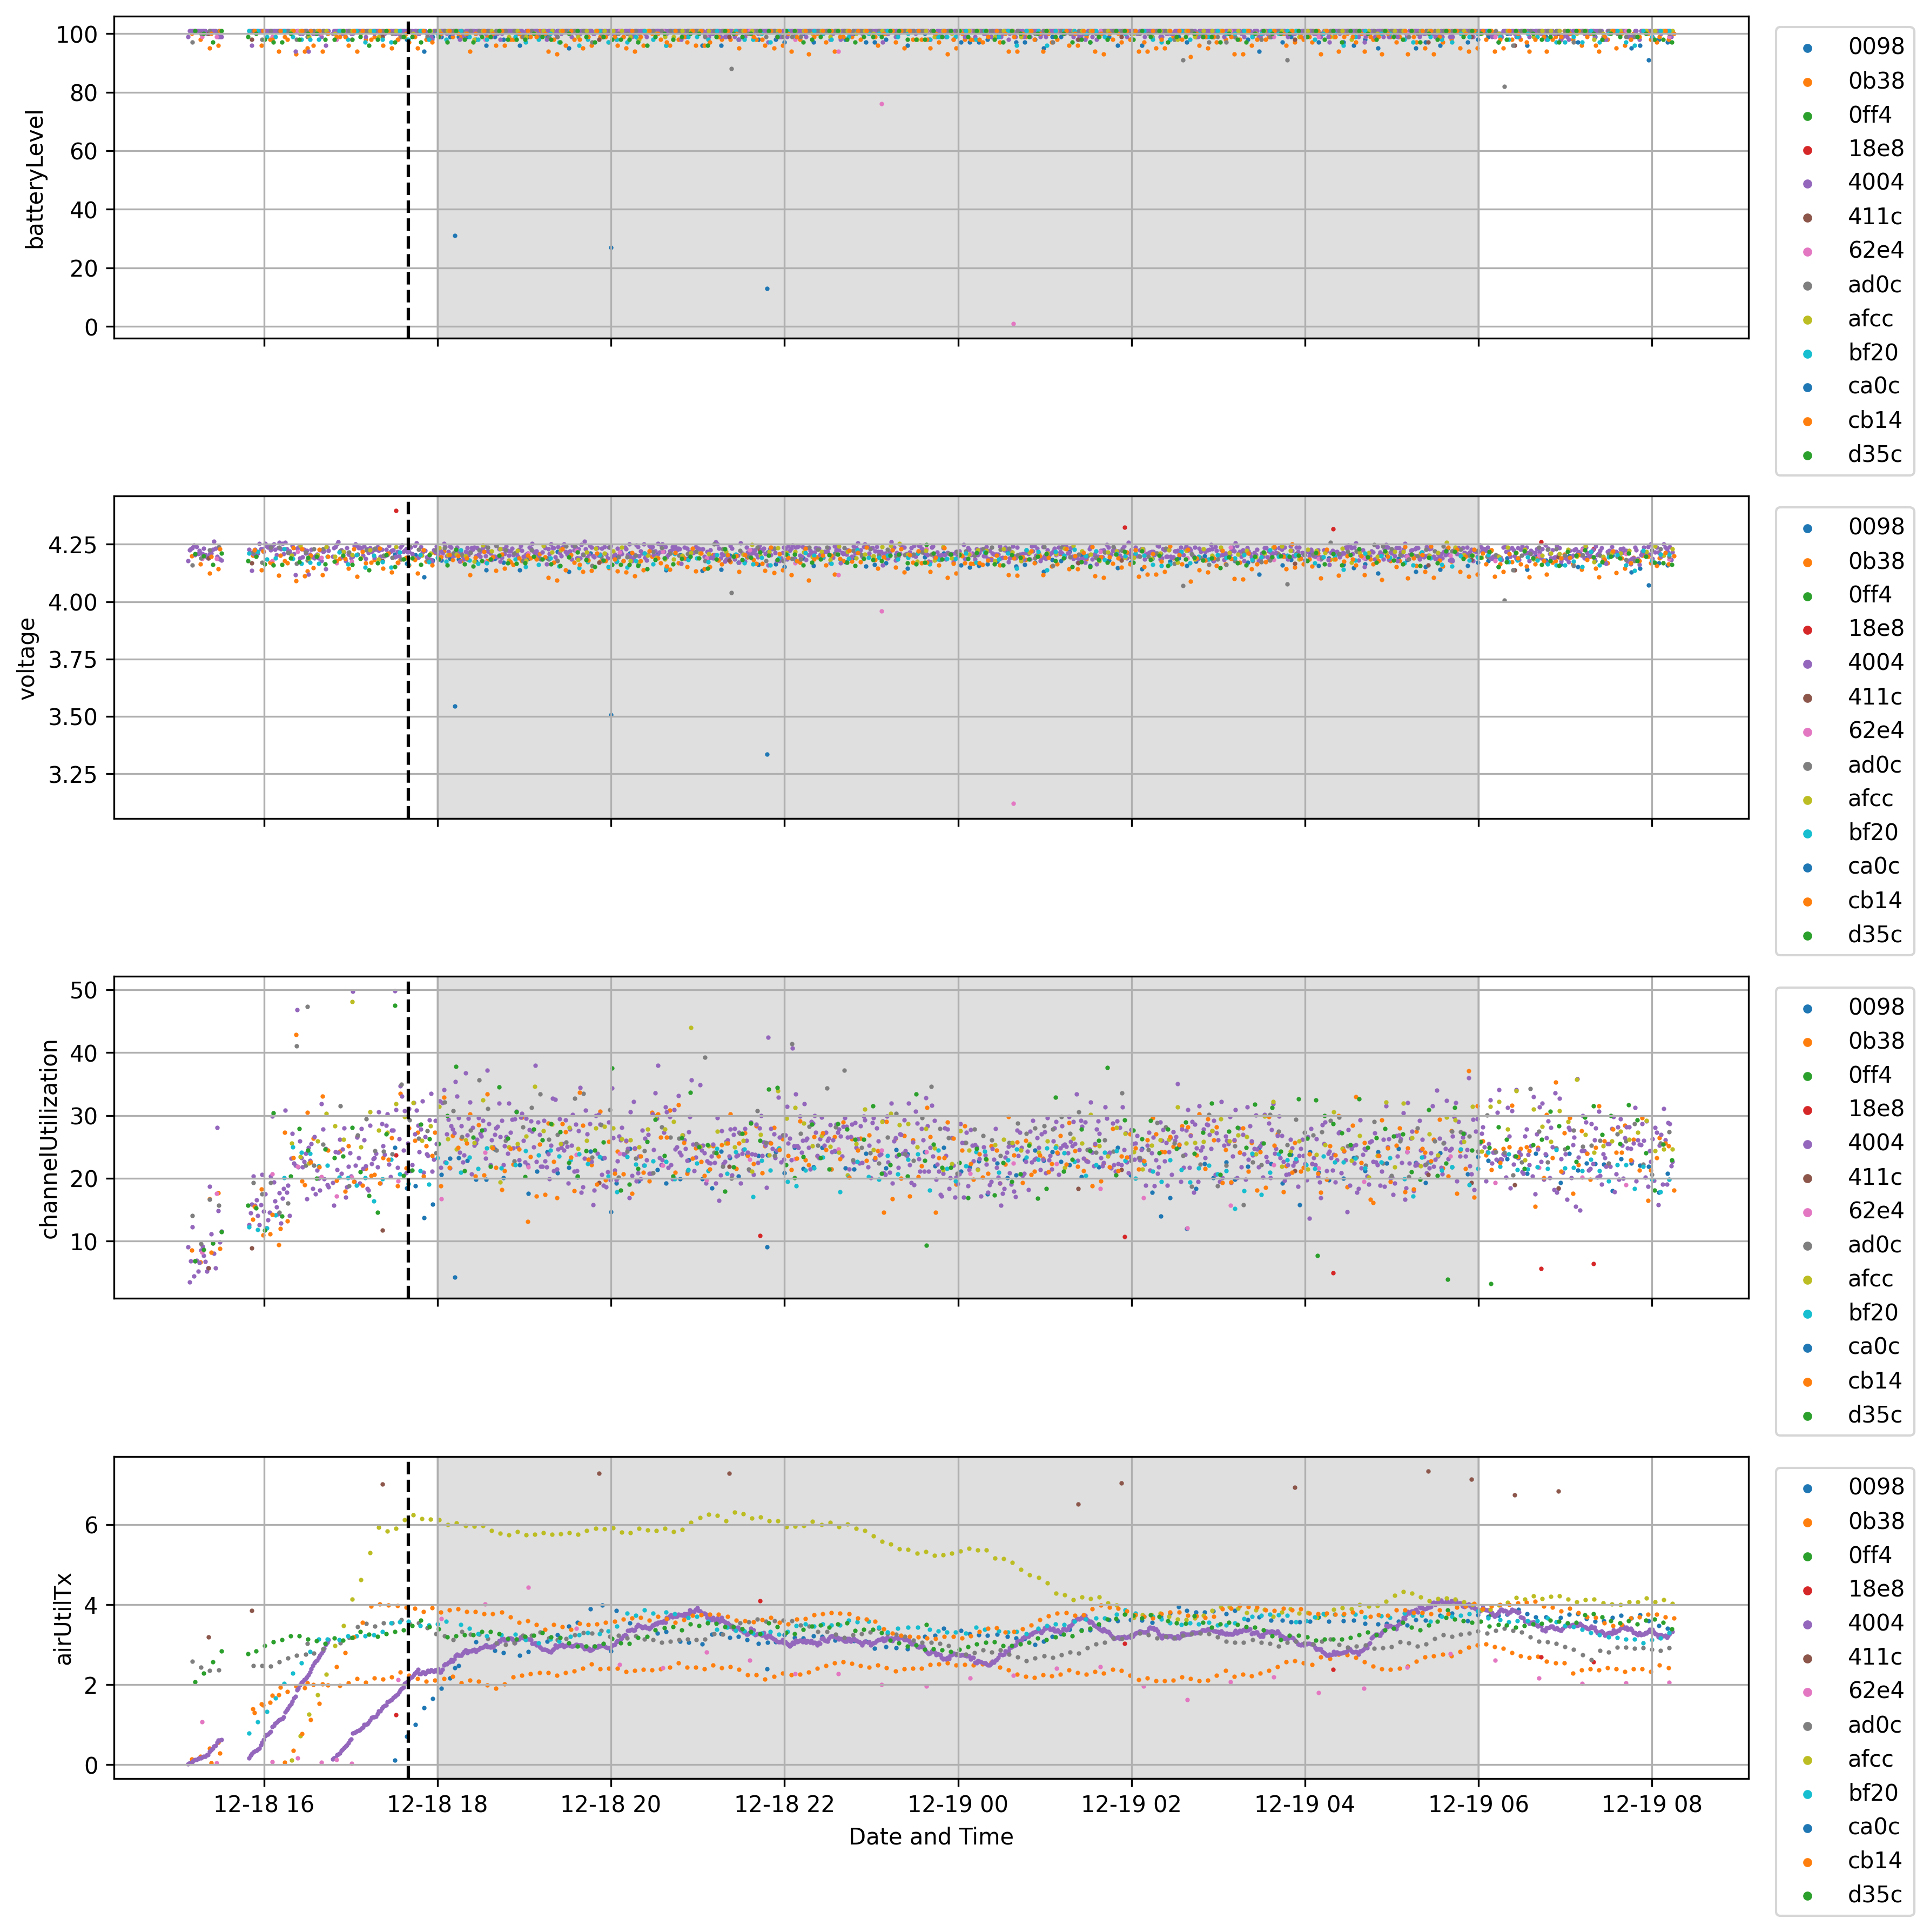 100
80
60
40
20
0
batteryLevel
0098
0b38
0ff4
18e8
4004
411c
62e4
ad0c
afcc
bf20
ca0c
cb14
d35c
4.25
4.00
3.75
3.50
3.25
voltage
0098
0b38
0ff4
18e8
4004
411c
62e4
ad0c
afcc
bf20
ca0c
cb14
d35c
50
40
30
20
10
channelUtilization
0098
0b38
0ff4
18e8
4004
411c
62e4
ad0c
afcc
bf20
ca0c
cb14
d35c
6
4
2
0
airUtilTx
0098
0b38
0ff4
18e8
4004
411c
62e4
ad0c
afcc
bf20
ca0c
cb14
d35c
12-18 16 12-18 18 12-18 20 12-18 22 12-19 00 12-19 02 12-19 04 12-19 06 12-19 08
Date and Time